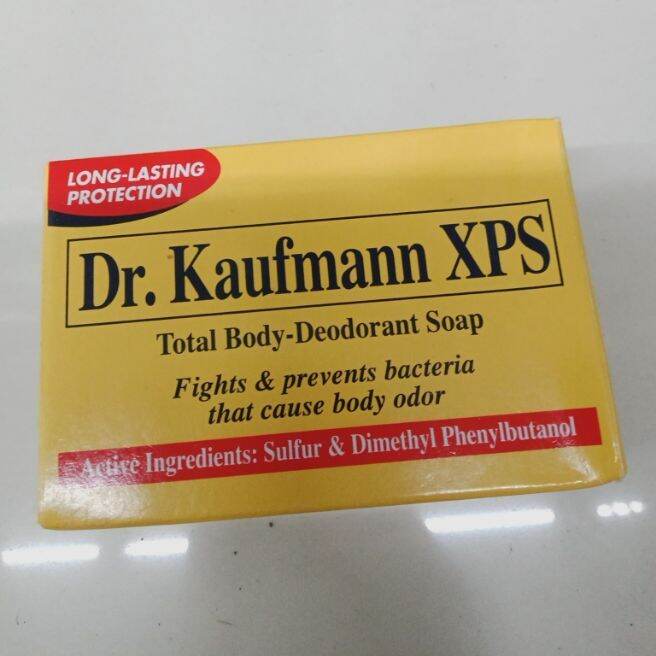 LONG-LASTING
PROTECTION
Dr. Kaufmann XPS
Total Body-Deodorant Soap
Fights & prevents bacteria
that cause body odor
Active Ingredients: Sulfur & Dimethyl Phenylbutanol